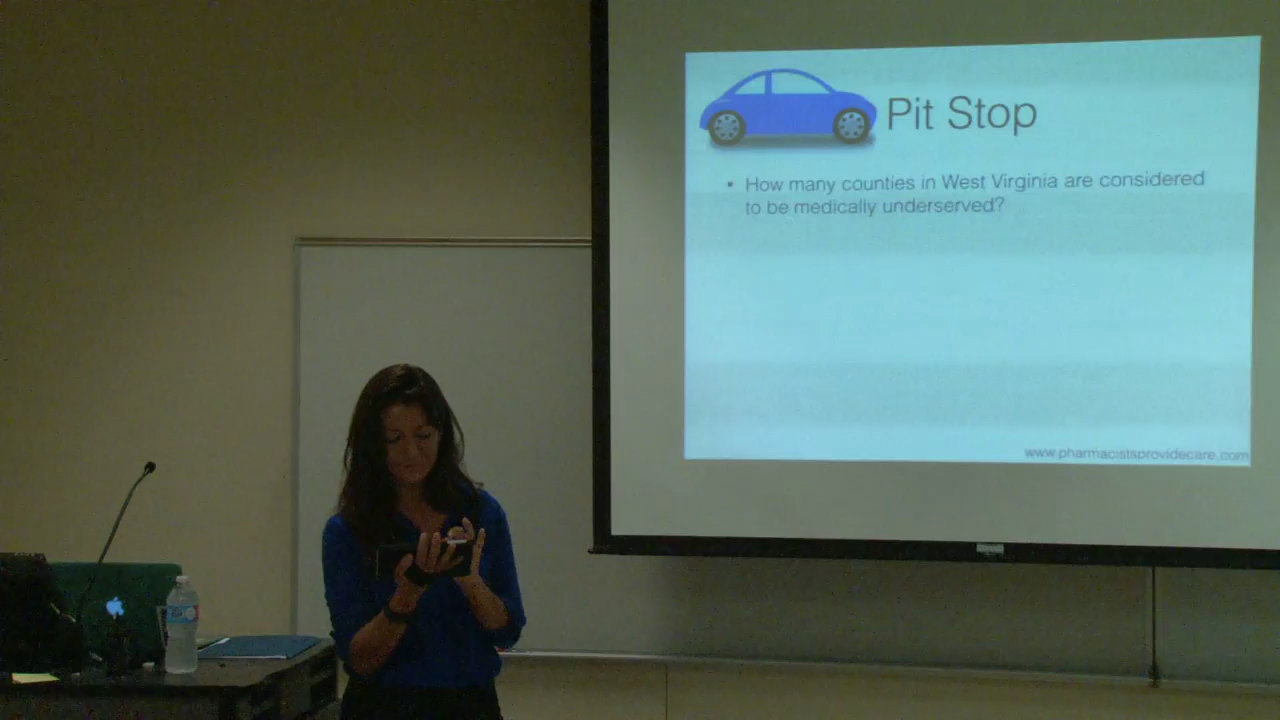 Pit Stop
• How many counties in West Virginia are considered
to be medically underserved?
www.pharmacistsprovidecare.com